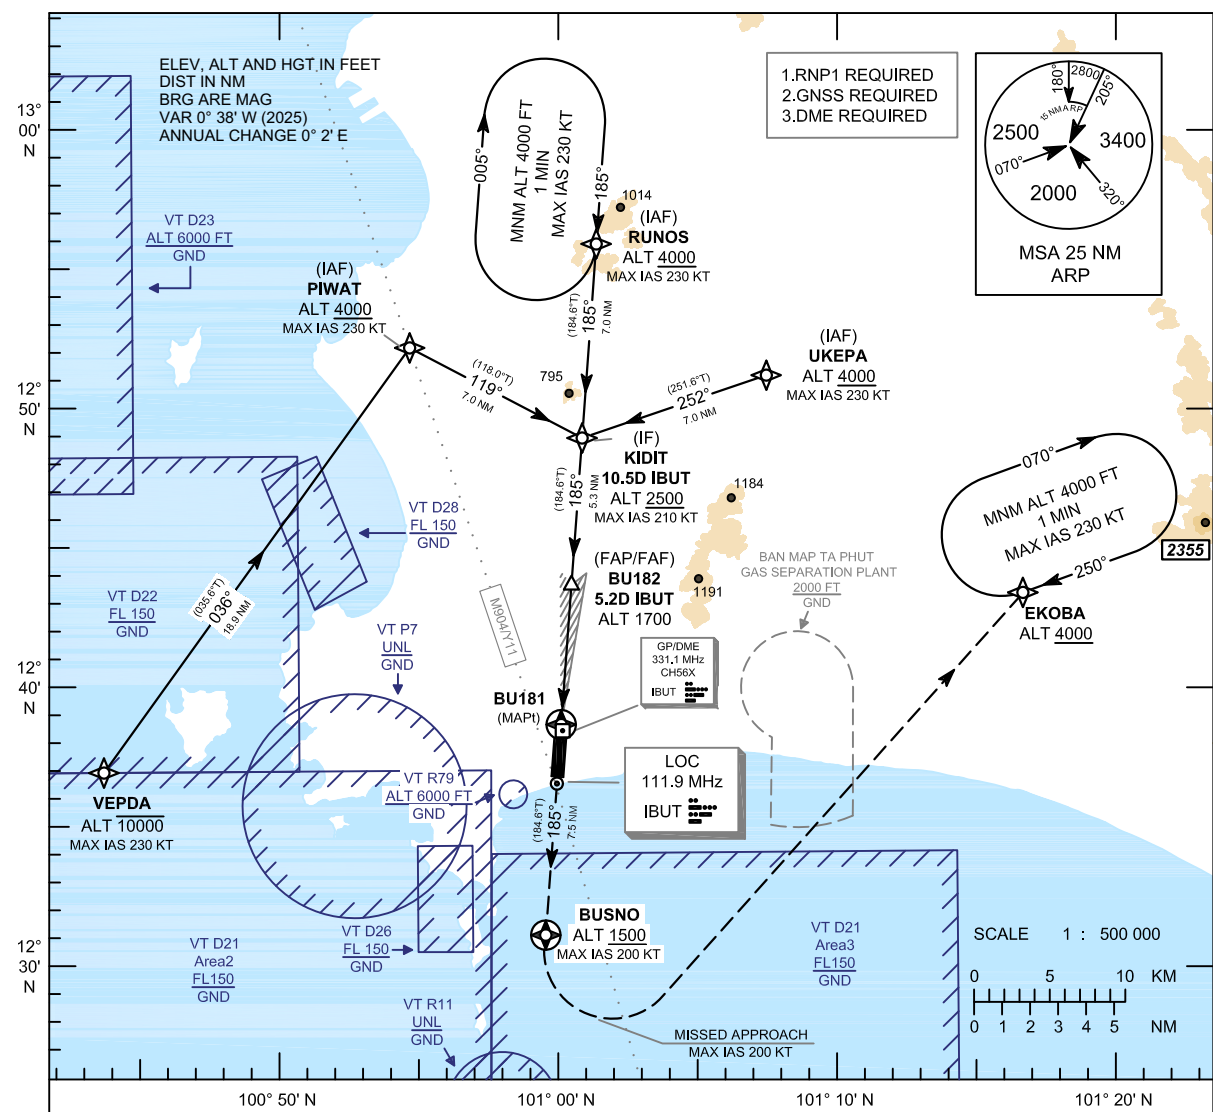 ELEV, ALT AND HGT IN FEET
DIST IN NM
BRG ARE MAG
VAR 0° 38' W (2025)
ANNUAL CHANGE 0° 2' E
13°
00'
N
12°
50'
N
12°
40'
N
12°
30'
N
1.RNP1 REQUIRED
2.GNSS REQUIRED
3.DME REQUIRED
180°
2800
205°
15 NM ARP
2500
3400
070°
2000
320°
MSA 25 NM
ARP
005°
MNM ALT 4000 FT
1 MIN
MAX IAS 230 KT
185°
1014
(IAF)
RUNOS
ALT 4000
MAX IAS 230 KT
VT D23
ALT 6000 FT
GND
(IAF)
PIWAT
ALT 4000
MAX IAS 230 KT
(184.6°T)
185°
7.0 NM
(IAF)
UKEPA
ALT 4000
MAX IAS 230 KT
(118.0°T)
119°
7.0 NM
795
(251.6°T)
252°
7.0 NM
(IF)
KIDIT
10.5D IBUT
ALT 2500
MAX IAS 210 KT
(184.6°T)
185°
5.3 NM
1184
070°
MNM ALT 4000 FT
1 MIN
MAX IAS 230 KT
250°
2355
EKOBA
ALT 4000
VT D28
FL 150
GND
(FAP/FAF)
BU182
5.2D IBUT
ALT 1700
1191
BAN MAP TA PHUT
GAS SEPARATION PLANT
2000 FT
GND
VT D22
FL 150
GND
(035.6°T)
036°
18.9 NM
M904/Y11
VT P7
UNL
GND
GP/DME
331.1 MHz
CH56X
IBUT
BU181
(MAPt)
LOC
111.9 MHz
IBUT
VT R79
ALT 6000 FT
GND
VEPDA
ALT 10000
MAX IAS 230 KT
(184.6°T)
185°
7.5 NM
BUSNO
ALT 1500
MAX IAS 200 KT
VT D26
FL 150
GND
VT D21
Area2
FL150
GND
VT D21
Area3
FL150
GND
VT R11
UNL
GND
MISSED APPROACH
MAX IAS 200 KT
SCALE 1 : 500 000
0 5 10 KM
0 1 2 3 4 5 NM
100° 50' E
101° 00' E
101° 10' E
101° 20' E